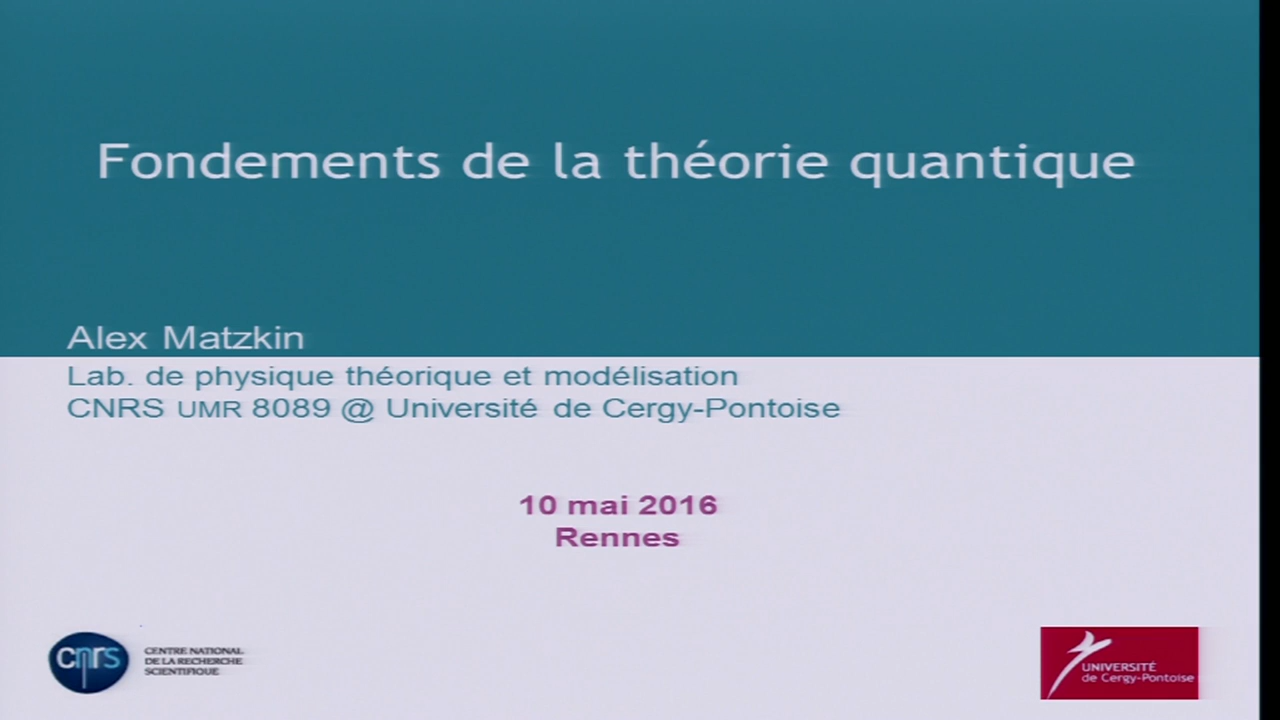 Fondements de la théorie quantique
Alex Matzkin
Lab. de physique théorique et modélisation
CNRS UMR 8089 @ Université de Cergy-Pontoise
10 mai 2016
Rennes
cnrs
CENTRE NATIONAL
DE LA RECHERCHE
SCIENTIFIQUE
UNIVERSITÉ
de Cergy-Pontoise